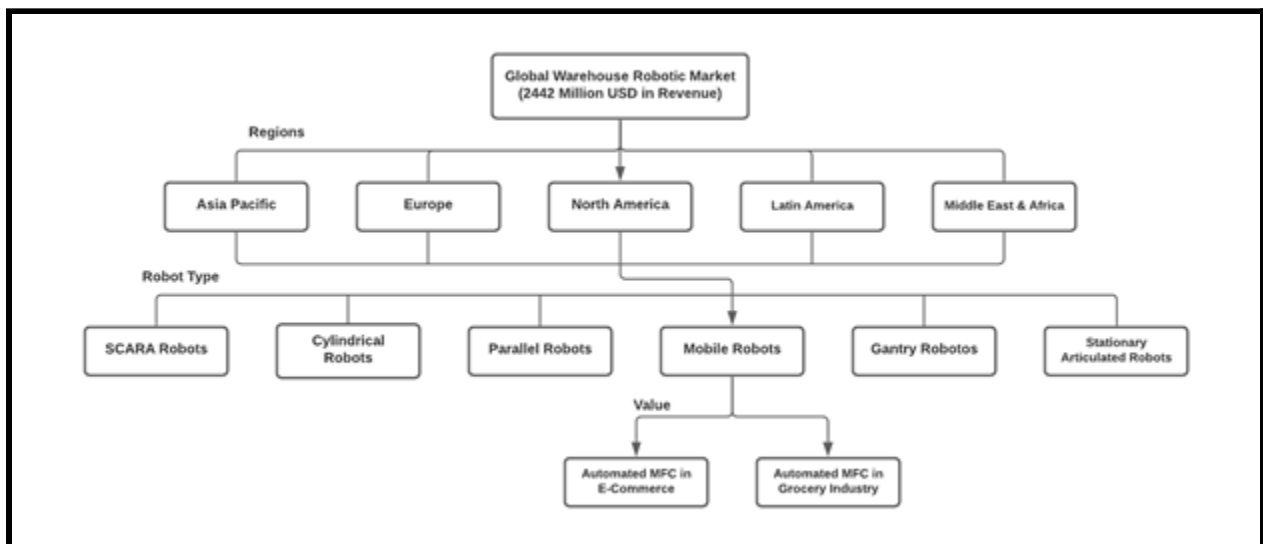 Global Warehouse Robotic Market
(2442 Million USD in Revenue)
Regions
Asia Pacific
Europe
North America
Latin America
Middle East & Africa
Robot Type
SCARA Robots
Cylindrical
Robots
Parallel Robots
Mobile Robots
Gantry Robotos
Stationary
Articulated Robots
Value
Automated MFC in
E-Commerce
Automated MFC in
Grocery Industry